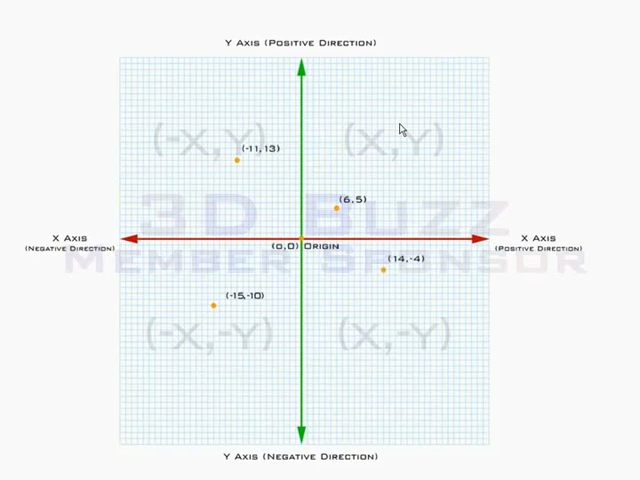 Y Axis (Positive Direction)
(-X,Y)
(X,Y)
(-11,13)
(6,5)
3D Buzz
X Axis
(Negative Direction)
X Axis
(Positive Direction)
(0,0) Origin
Member Sponsor
(14,-4)
(-15,-10)
(-X,-Y)
(X,-Y)
Y Axis (Negative Direction)